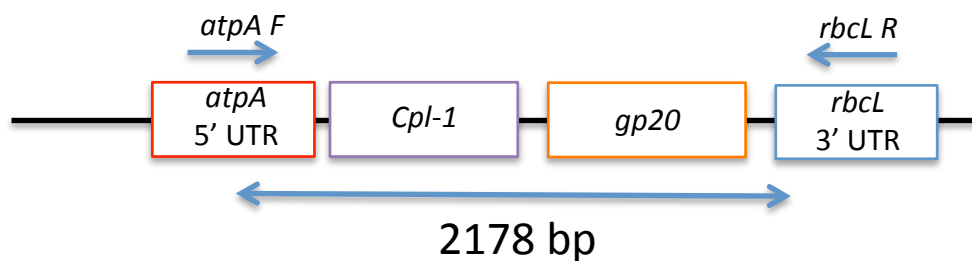 atpA F
rbcL R
atpA
5’ UTR
Cpl-1
gp20
rbcL
3’ UTR
2178 bp